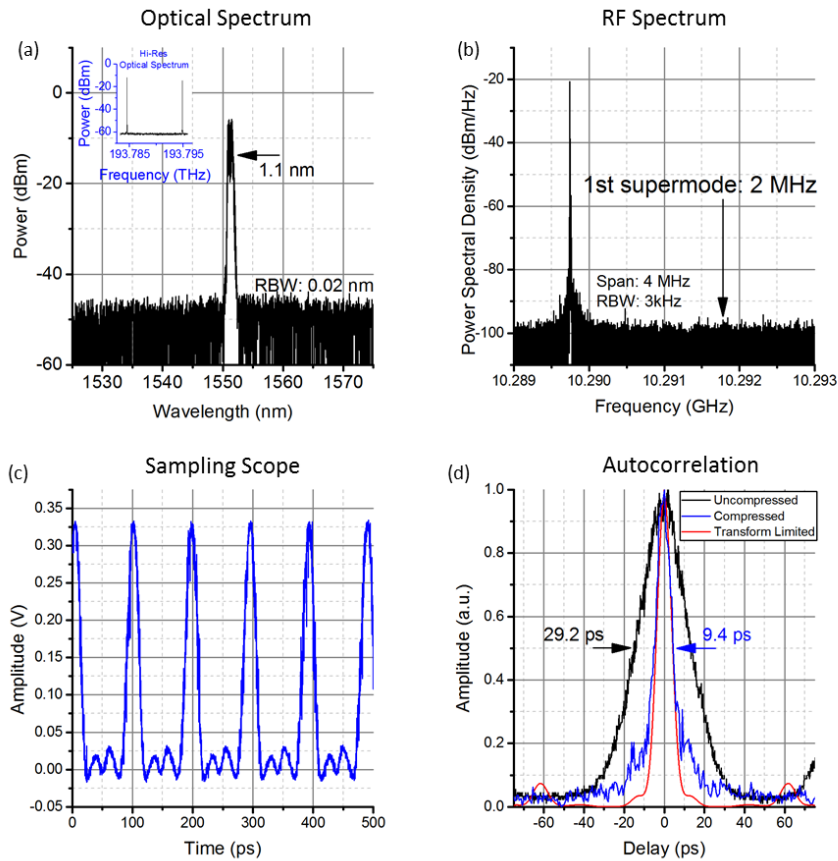 Optical Spectrum
(a)
Hi-Res
Optical Spectrum
Power (dBm)
0
-15
-30
-45
-60
193.785
193.795
Frequency (THz)
1.1 nm
RBW: 0.02 nm
Power (dBm)
0
-20
-40
-60
1530
1540
1550
1560
1570
Wavelength (nm)
RF Spectrum
(b)
1st supermode: 2 MHz
Span: 4 MHz
RBW: 3kHz
Power Spectral Density (dBm/Hz)
-20
-40
-60
-80
-100
10.289
10.290
10.291
10.292
10.293
Frequency (GHz)
Sampling Scope
(c)
Amplitude (V)
0.35
0.30
0.25
0.20
0.15
0.10
0.05
0.00
-0.05
0
100
200
300
400
500
Time (ps)
Autocorrelation
(d)
Uncompressed
Compressed
Transform Limited
29.2 ps
9.4 ps
Amplitude (a.u.)
1.0
0.8
0.6
0.4
0.2
0.0
-60
-40
-20
0
20
40
60
Delay (ps)